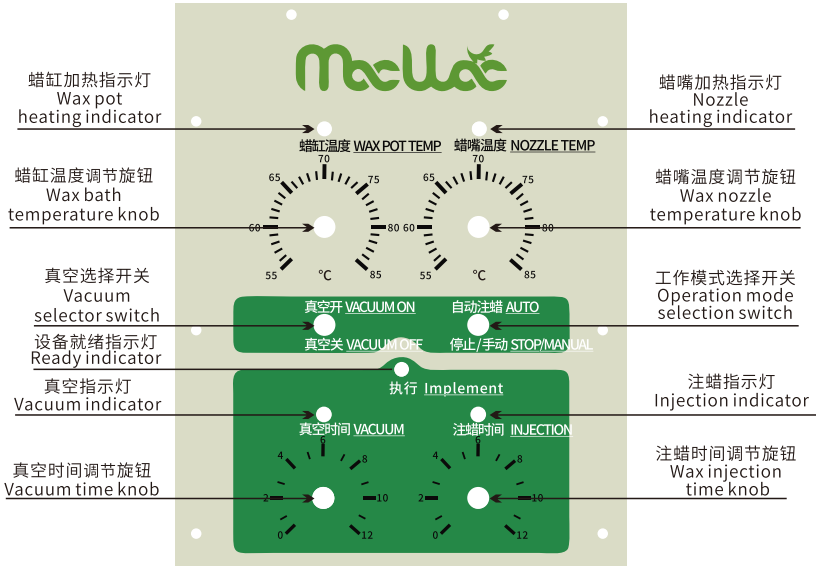 MacWac
蜡缸加热指示灯
Wax pot
heating indicator
蜡嘴加热指示灯
Nozzle
heating indicator
蜡缸温度 WAX POT TEMP
蜡嘴温度 NOZZLE TEMP
蜡缸温度调节旋钮
Wax bath
temperature knob
55 60 65 70 75 80 85
℃
55 60 65 70 75 80 85
℃
蜡嘴温度调节旋钮
Wax nozzle
temperature knob
真空选择开关
Vacuum
selector switch
真空开 VACUUM ON
真空关 VACUUM OFF
自动注蜡 AUTO
停止/手动 STOP/MANUAL
工作模式选择开关
Operation mode
selection switch
设备就绪指示灯
Ready indicator
执行 Implement
真空指示灯
Vacuum indicator
注蜡指示灯
Injection indicator
真空时间 VACUUM
注蜡时间 INJECTION
真空时间调节旋钮
Vacuum time knob
0 2 4 6 8 10 12
0 2 4 6 8 10 12
注蜡时间调节旋钮
Wax injection
time knob